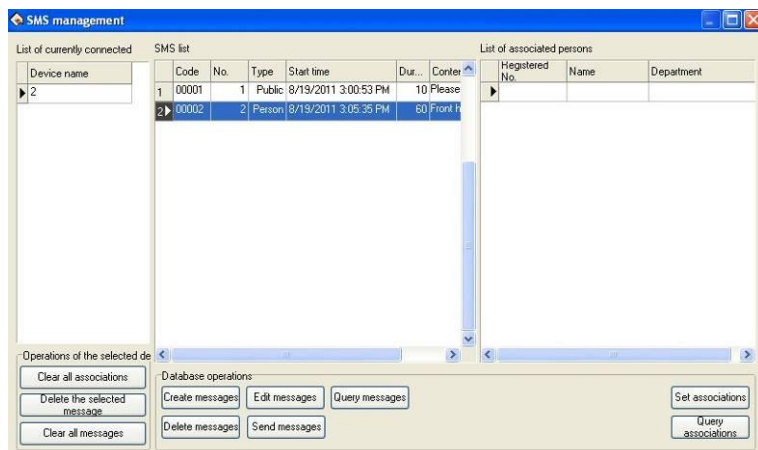 SMS management
List of currently connected
SMS list
List of associated persons
Device name
2
Code No. Type Start time Dur... Conter
1 00001 1 Public 8/19/2011 3:00:53 PM 10 Please
2 00002 2 Person 8/19/2011 3:05:35 PM 60 Front h
Registered No. Name Department
Operations of the selected de
Clear all associations
Delete the selected
message
Clear all messages
Database operations
Create messages Edit messages Query messages
Delete messages Send messages
Set associations
Query
associations